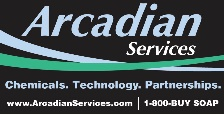 Arcadian
Services
Chemicals. Technology. Partnerships.
www.ArcadianServices.com | 1-800-BUY SOAP